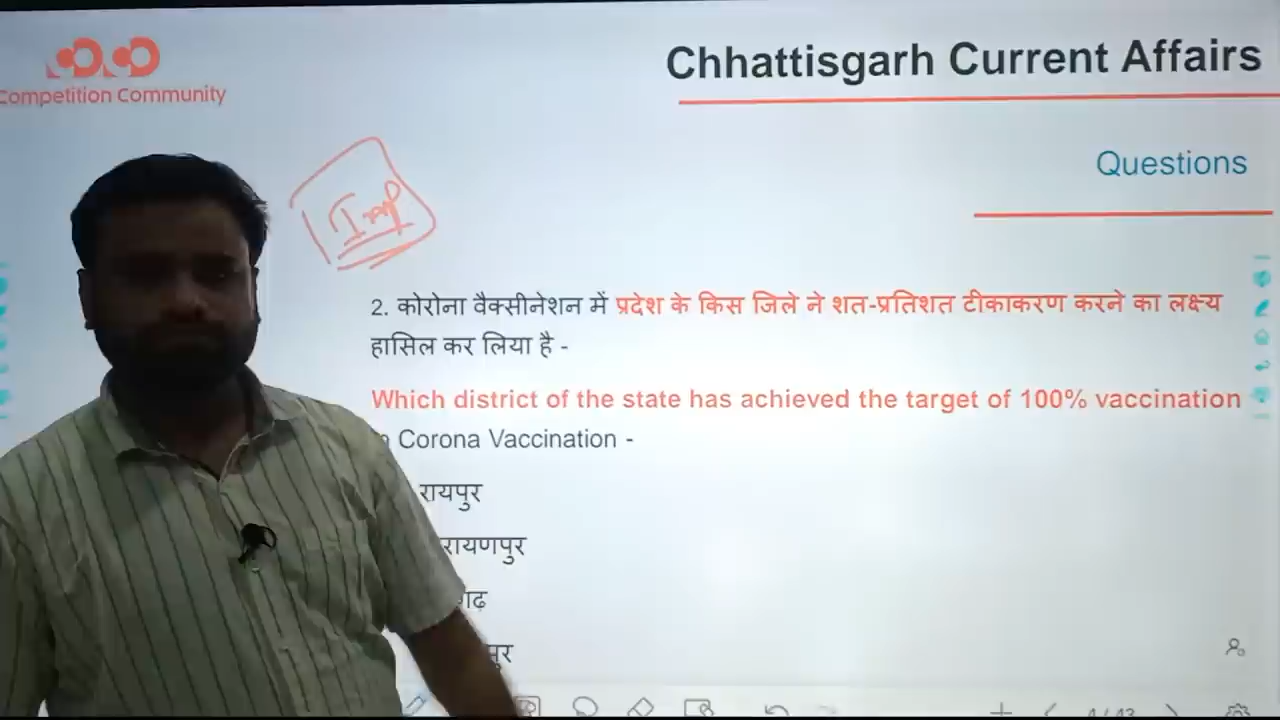 Competition Community
Chhattisgarh Current Affairs
Questions
Imp
2. कोरोना वैक्सीनेशन में प्रदेश के किस जिले ने शत-प्रतिशत टीकाकरण करने का लक्ष्य
हासिल कर लिया है -
Which district of the state has achieved the target of 100% vaccination
Corona Vaccination -
रायपुर